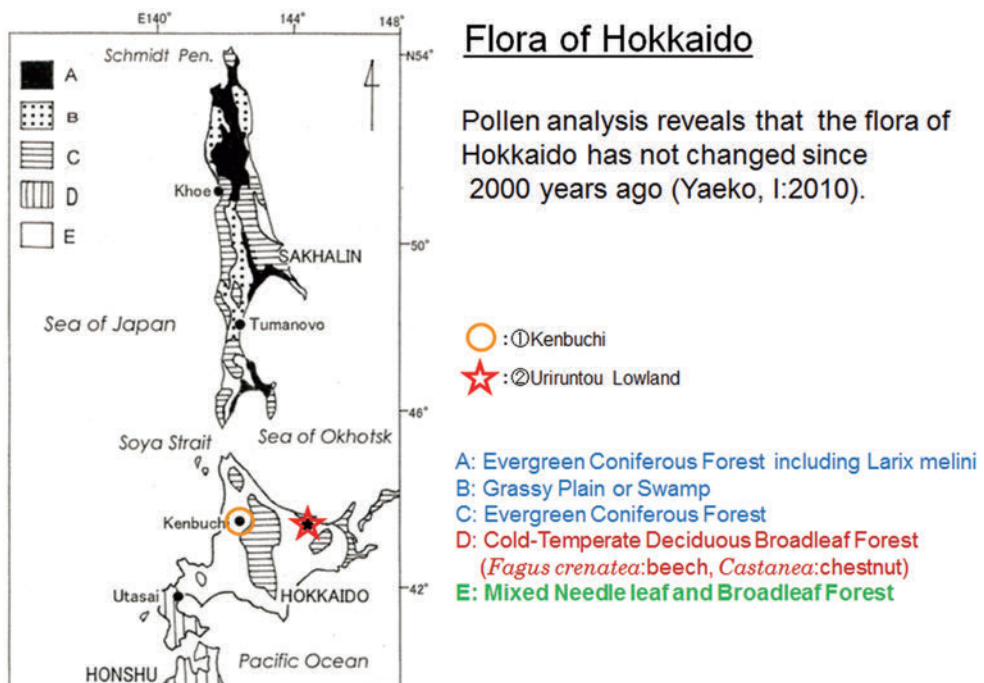 E140°
144°
148°
Flora of Hokkaido
Schmidt Pen.
N54°
A
B
C
D
E
Pollen analysis reveals that the flora of
Hokkaido has not changed since
2000 years ago (Yaeko, I:2010).
Khoe
50°
SAKHALIN
Sea of Japan
Tumanovo
:①Kenbuchi
:②Uriruntou Lowland
46°
Soya Strait
Sea of Okhotsk
A: Evergreen Coniferous Forest including Larix melini
B: Grassy Plain or Swamp
C: Evergreen Coniferous Forest
D: Cold-Temperate Deciduous Broadleaf Forest
(Fagus crenatea:beech, Castanea:chestnut)
E: Mixed Needle leaf and Broadleaf Forest
Kenbuch
Utasai
HOKKAIDO
42°
HONSHU
Pacific Ocean